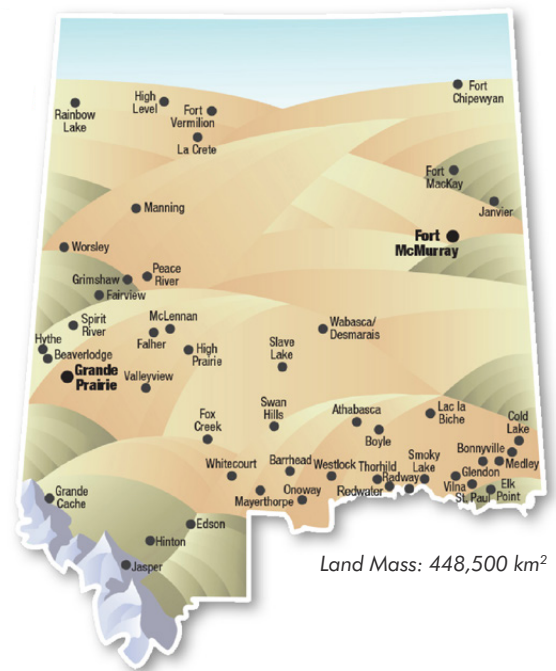 Fort
Chipewyan
High
Level
Rainbow
Lake
Fort
Vermilion
La Crete
Fort
MacKay
Janvier
Manning
Fort
McMurray
Worsley
Peace
River
Grimshaw
Fairview
Spirit
River
McLennan
Wabasca/
Desmarais
Hythe
Falher
High
Prairie
Slave
Lake
Beaverlodge
Grande
Prairie
Valleyview
Swan
Hills
Athabasca
Lac la
Biche
Fox
Creek
Boyle
Cold
Lake
Bonnyville
Medley
Whitecourt
Barrhead
Westlock
Thorhild
Smoky
Lake
Glendon
Radway
Vilna
Elk
Point
St. Paul
Redwater
Mayerthorpe
Onoway
Grande
Cache
Edson
Hinton
Jasper
Land Mass: 448,500 km²